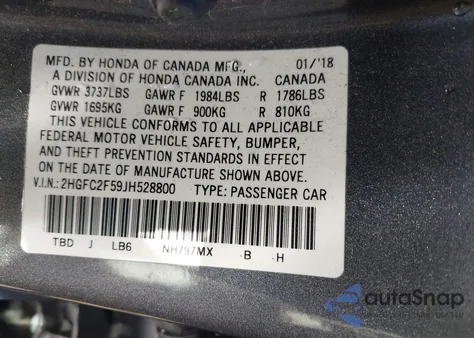 MFD. BY HONDA OF CANADA MFG., 01/'18
A DIVISION OF HONDA CANADA INC. CANADA
GVWR 3737LBS GAWR F 1984LBS R 1786LBS
GVWR 1695KG GAWR F 900KG R 810KG
THIS VEHICLE CONFORMS TO ALL APPLICABLE
FEDERAL MOTOR VEHICLE SAFETY, BUMPER,
AND THEFT PREVENTION STANDARDS IN EFFECT
ON THE DATE OF MANUFACTURE SHOWN ABOVE.
V.I.N.: 2HGFC2F59JH528800 TYPE: PASSENGER CAR
TBD J LB6 NH797MX -B -H
autoSnap